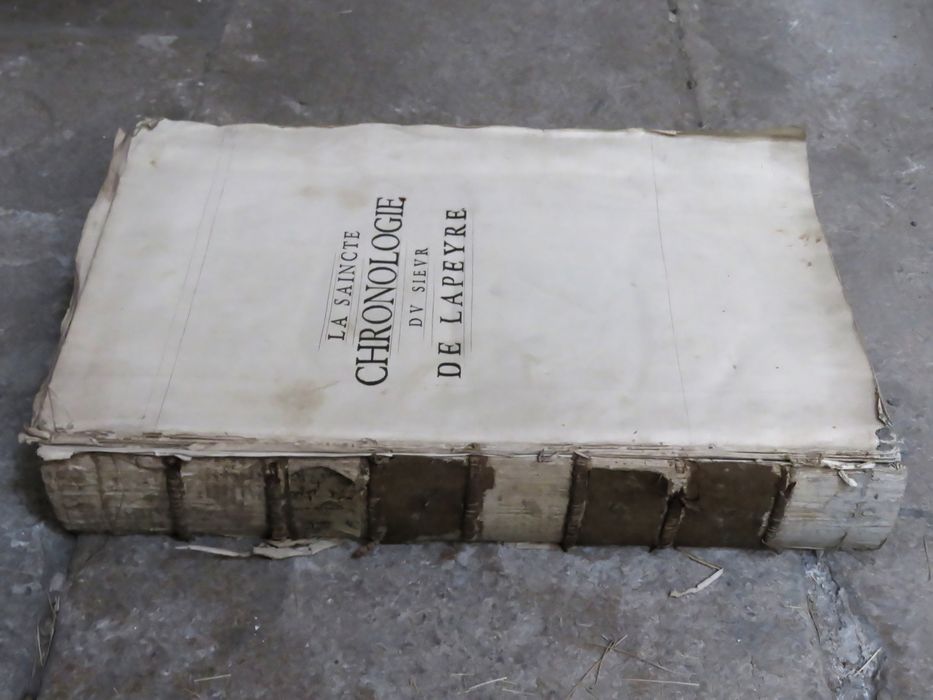 LA SAINCTE
CHRONOLOGIE
DV SIEVR
DE LAPEYRE